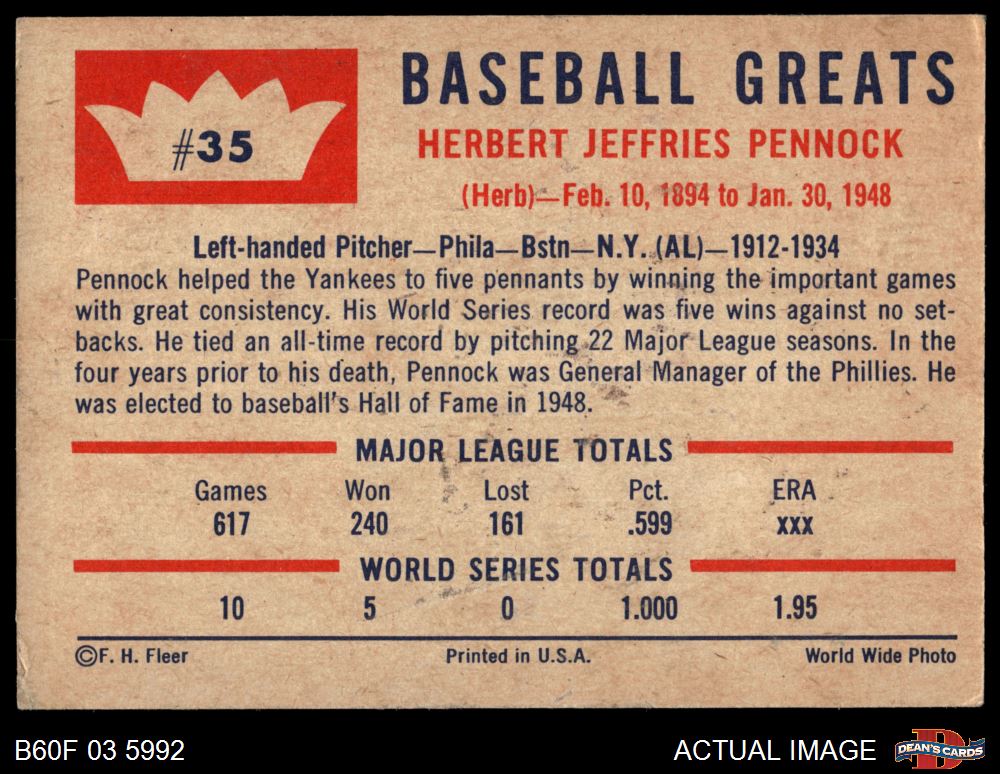 BASEBALL GREATS
#35
HERBERT JEFFRIES PENNOCK
(Herb)—Feb. 10, 1894 to Jan. 30, 1948
Left-handed Pitcher—Phila—Bstn—N.Y. (AL)—1912-1934
Pennock helped the Yankees to five pennants by winning the important games
with great consistency. His World Series record was five wins against no set-
backs. He tied an all-time record by pitching 22 Major League seasons. In the
four years prior to his death, Pennock was General Manager of the Phillies. He
was elected to baseball's Hall of Fame in 1948.
MAJOR LEAGUE TOTALS
Games Won Lost Pct. ERA
617 240 161 .599 xxx
WORLD SERIES TOTALS
10 5 0 1.000 1.95
©F. H. Fleer Printed in U.S.A. World Wide Photo
B60F 03 5992 ACTUAL IMAGE D DEAN'S CARDS